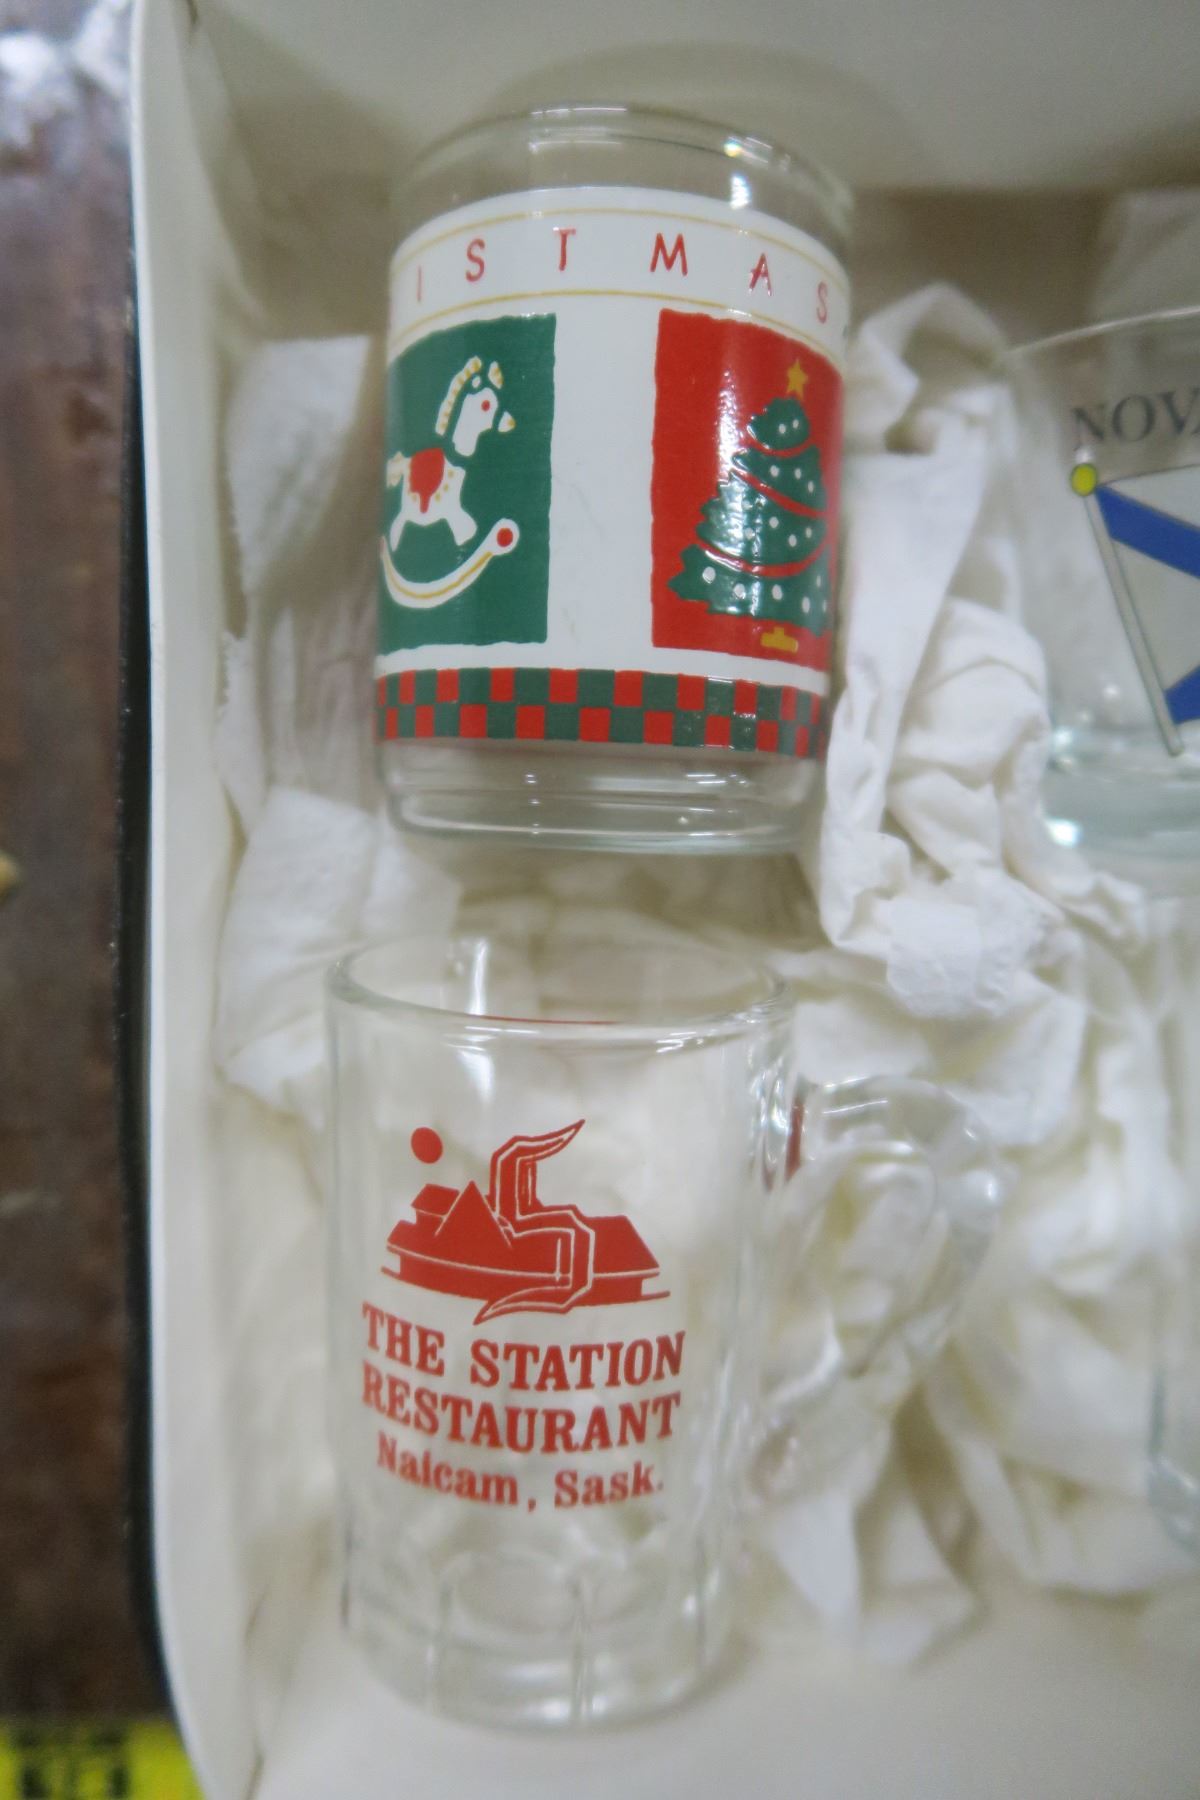 ISTMAS
NOVA
THE STATION
RESTAURANT
Naicam, Sask.